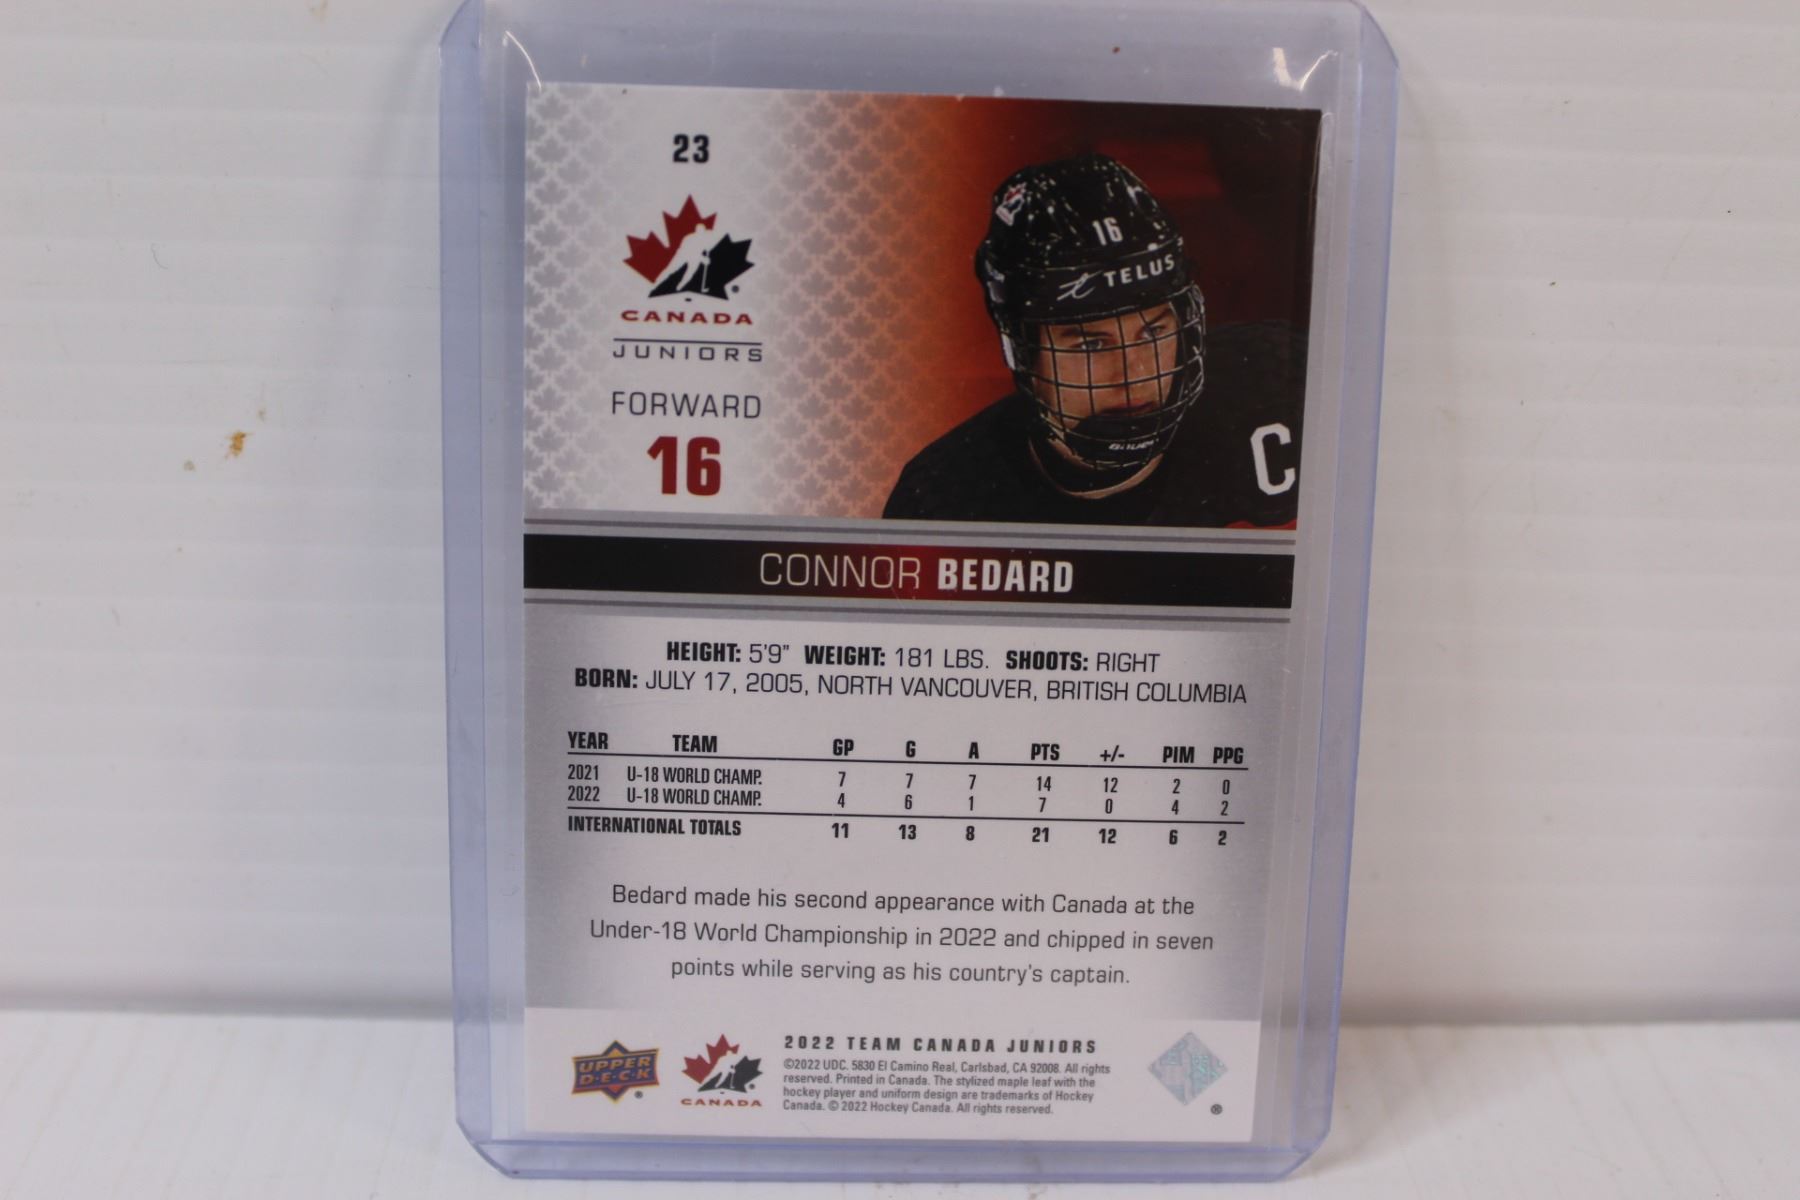 23
CANADA
JUNIORS
FORWARD
16
16
TELUS
BAUER
C
CONNOR BEDARD
HEIGHT: 5'9" WEIGHT: 181 LBS. SHOOTS: RIGHT
BORN: JULY 17, 2005, NORTH VANCOUVER, BRITISH COLUMBIA
YEAR TEAM GP G A PTS +/- PIM PPG
2021 U-18 WORLD CHAMP. 7 7 7 14 12 2 0
2022 U-18 WORLD CHAMP. 4 6 1 7 0 4 2
INTERNATIONAL TOTALS 11 13 8 21 12 6 2
Bedard made his second appearance with Canada at the
Under-18 World Championship in 2022 and chipped in seven
points while serving as his country's captain.
UPPER
D•E•C•K
®
CANADA
2022 TEAM CANADA JUNIORS
©2022 UDC. 5830 El Camino Real, Carlsbad, CA 92008. All rights
reserved. Printed in Canada. The stylized maple leaf with the
hockey player and uniform design are trademarks of Hockey
Canada. © 2022 Hockey Canada. All rights reserved.
®